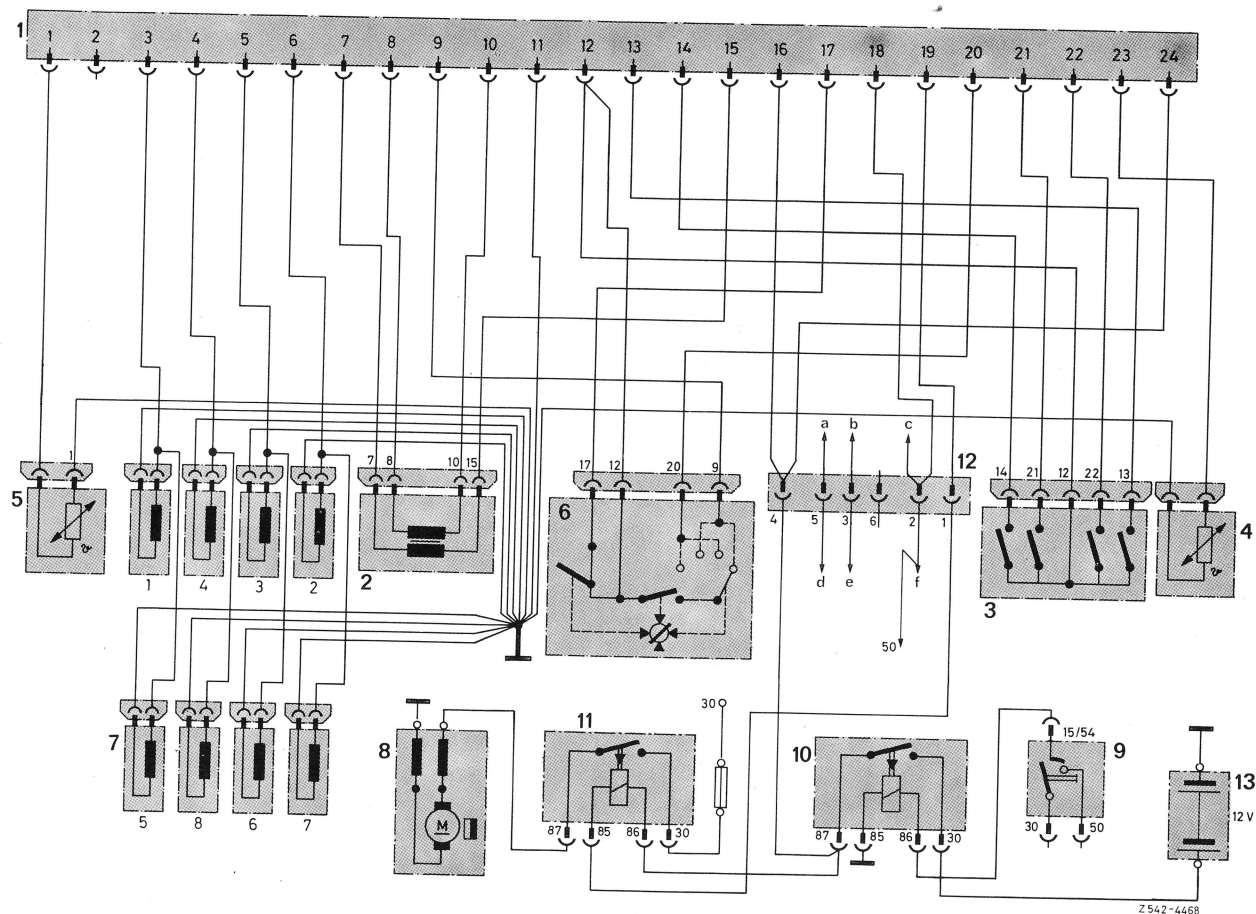 1
1 2 3 4 5 6 7 8 9 10 11 12 13 14 15 16 17 18 19 20 21 22 23 24
a b c
1 7 8 10 15 17 12 20 9 12 14 21 12 22 13
5 6 4 5 3 6 2 1 4
1 4 3 2 2 d e f 3
50
7 8 M 11 30 10 15/54 9 13
12 V
5 8 6 7 87 85 86 30 87 85 86 30 30 50
Z 542-4468